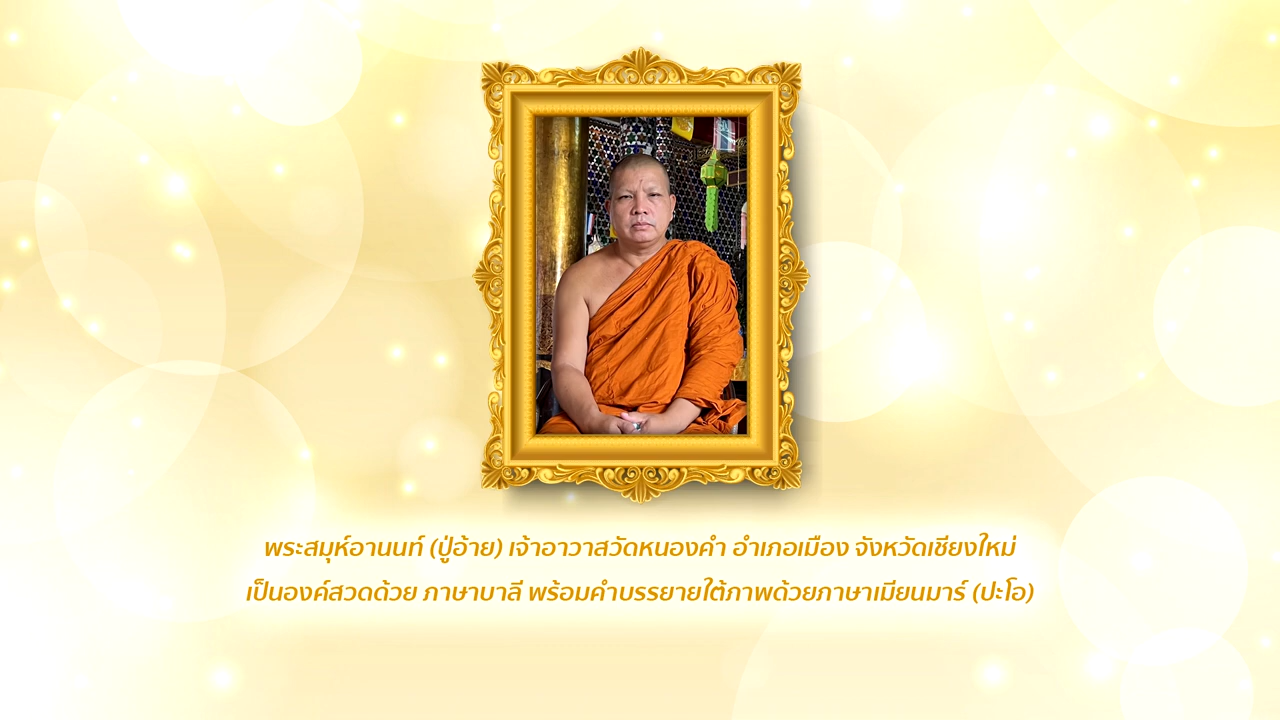 พระสมุห์อานนท์ (ปู่อ้าย) เจ้าอาวาสวัดหนองคำ อำเภอเมือง จังหวัดเชียงใหม่
เป็นองค์สวดด้วย ภาษาบาลี พร้อมคำบรรยายใต้ภาพด้วยภาษาเมียนมาร์ (ปะโอ)